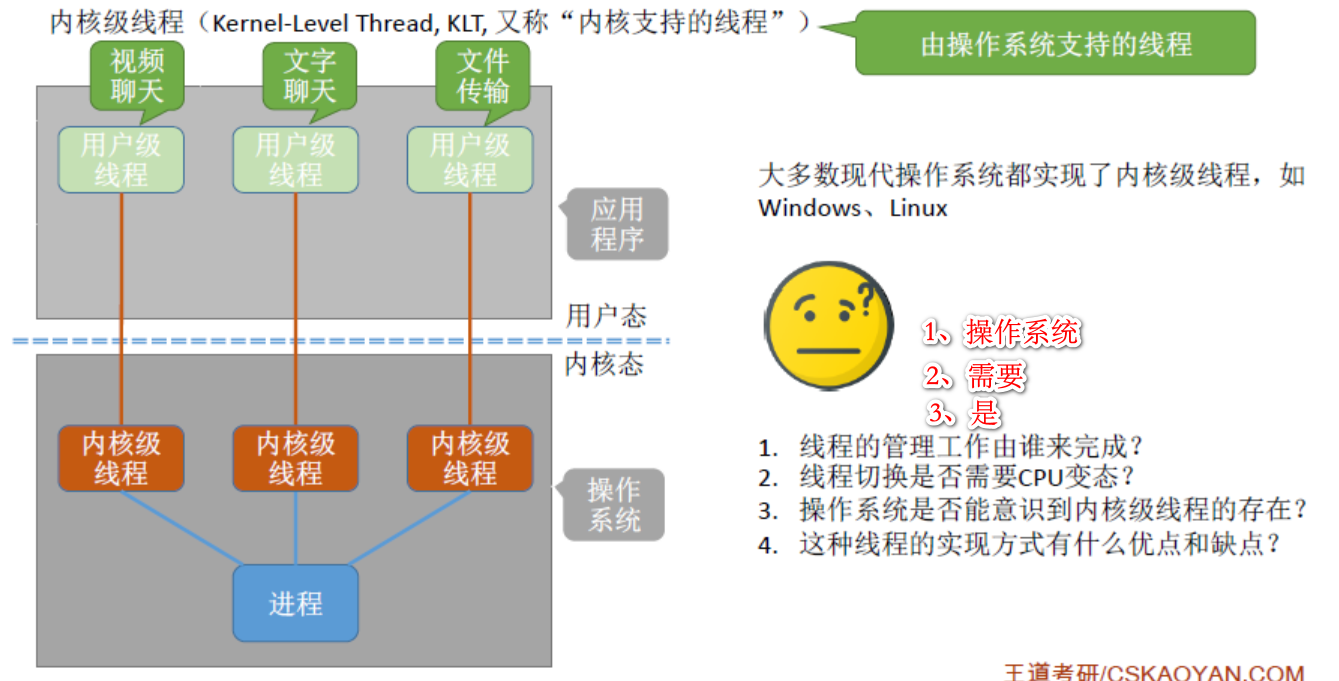 内核级线程（Kernel-Level Thread, KLT, 又称“内核支持的线程”）
由操作系统支持的线程
视频
聊天
文字
聊天
文件
传输
用户级
线程
用户级
线程
用户级
线程
应用
程序
用户态
内核态
内核级
线程
内核级
线程
内核级
线程
操作
系统
进程
大多数现代操作系统都实现了内核级线程，如
Windows、Linux
?
1、操作系统
2、需要
3、是
1. 线程的管理工作由谁来完成？
2. 线程切换是否需要CPU变态？
3. 操作系统是否能意识到内核级线程的存在？
4. 这种线程的实现方式有什么优点和缺点？
王道考研/CSKAOYAN.COM